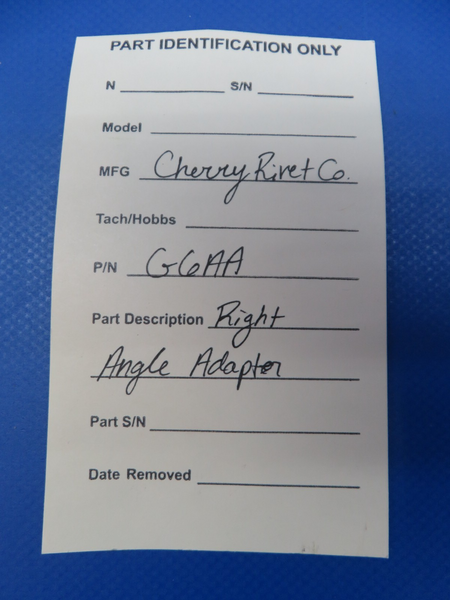 PART IDENTIFICATION ONLY
N S/N
Model
MFG Cherry Rivet Co.
Tach/Hobbs
P/N G6AA
Part Description Right
Angle Adapter
Part S/N
Date Removed